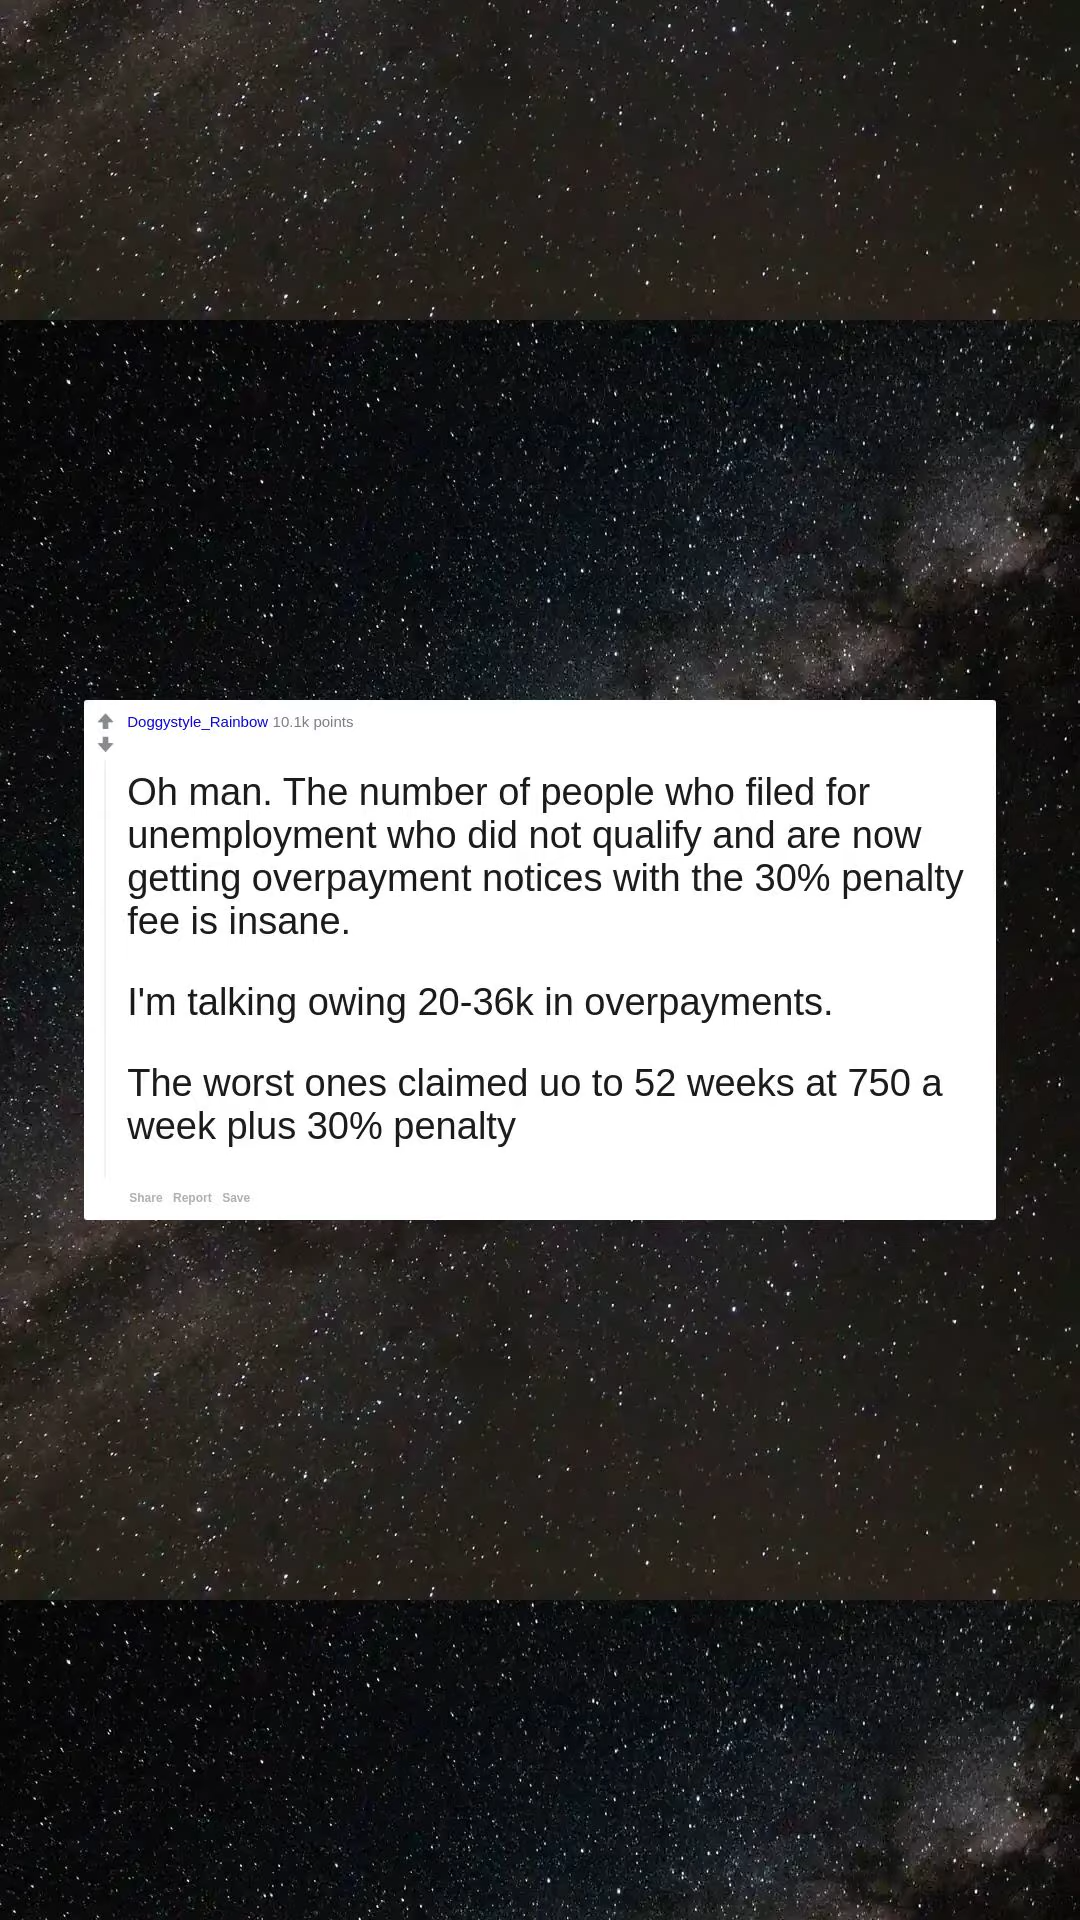 Doggystyle_Rainbow 10.1k points
Oh man. The number of people who filed for
unemployment who did not qualify and are now
getting overpayment notices with the 30% penalty
fee is insane.
I'm talking owing 20-36k in overpayments.
The worst ones claimed uo to 52 weeks at 750 a
week plus 30% penalty
Share Report Save